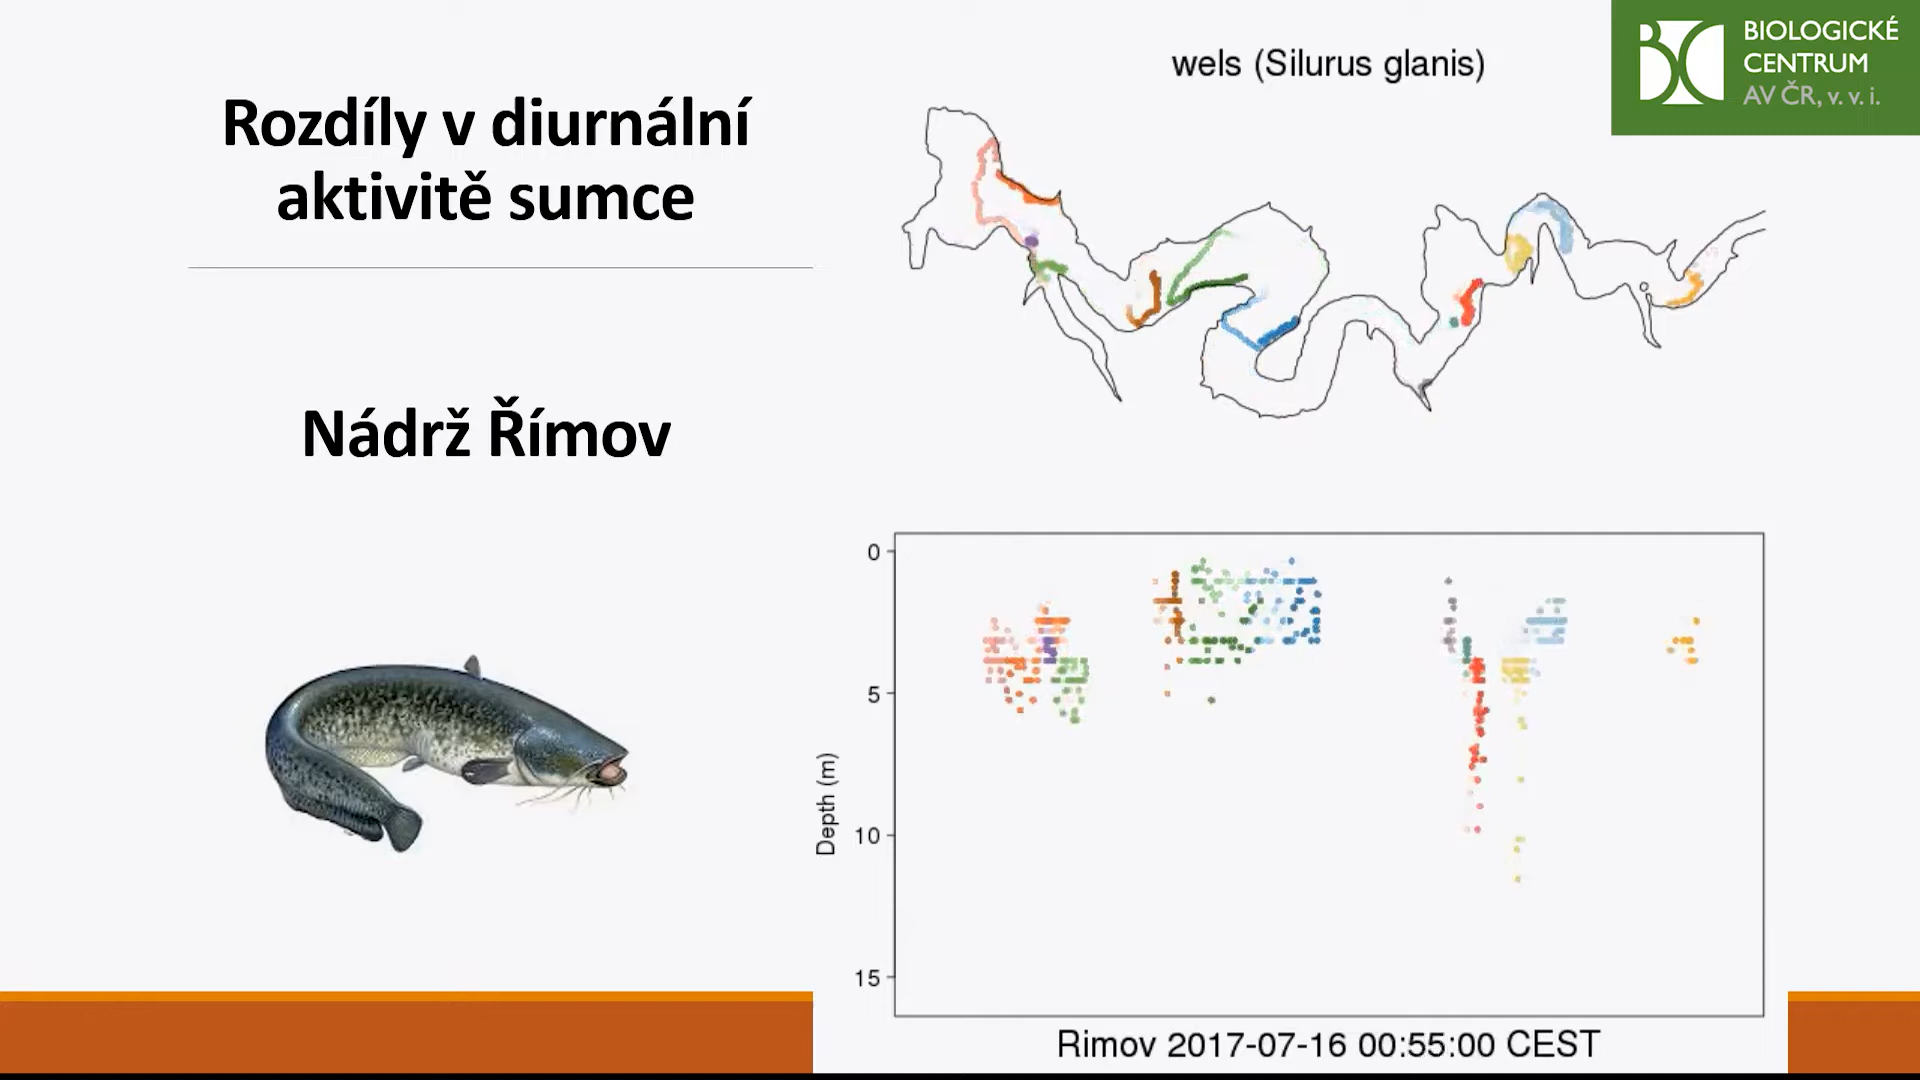 Rozdíly v diurnální
aktivitě sumce
Nádrž Římov
wels (Silurus glanis)
BIOLOGICKÉ
CENTRUM
AV ČR, v. v. i.
0
5
10
15
Depth (m)
Rimov 2017-07-16 00:55:00 CEST